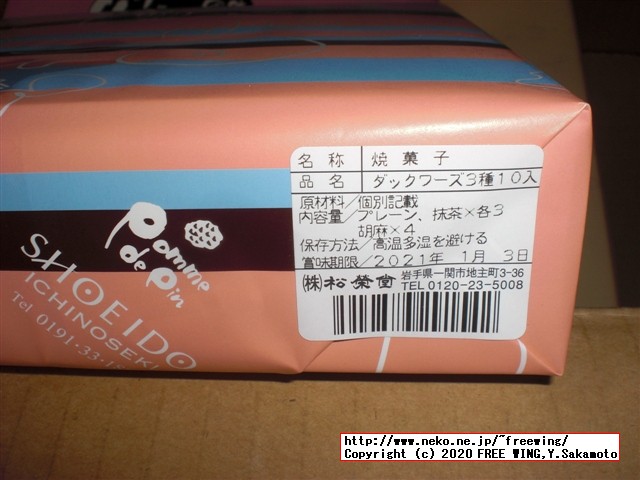 名 称 焼 菓 子
品 名 ダックワーズ3種10入
原材料／個別記載
内容量／プレーン、抹茶×各3
胡麻×4
保存方法／高温多湿を避ける
賞味期限／2021年 1月 3日
㈱松榮堂 岩手県一関市地主町3-36
TEL 0120-23-5008
Pomme
de Pin
SHOEIDO
ICHINOSEKI
Tel 0191・33・
http://www.neko.ne.jp/~freewing/
Copyright (c) 2020 FREE WING,Y.Sakamoto